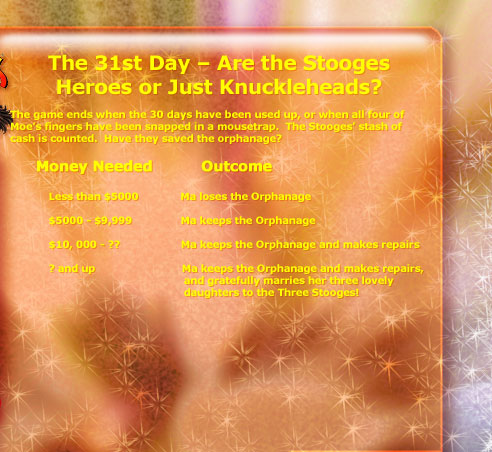 The 31st Day – Are the Stooges
Heroes or Just Knuckleheads?
The game ends when the 30 days have been used up, or when all four of
Moe's fingers have been snapped in a mousetrap.  The Stooges' stash of
cash is counted.  Have they saved the orphanage?
Money Needed Outcome
Less than $5000 Ma loses the Orphanage
$5000 - $9,999 Ma keeps the Orphanage
$10, 000 - ?? Ma keeps the Orphanage and makes repairs
? and up Ma keeps the Orphanage and makes repairs,
and gratefully marries her three lovely
daughters to the Three Stooges!